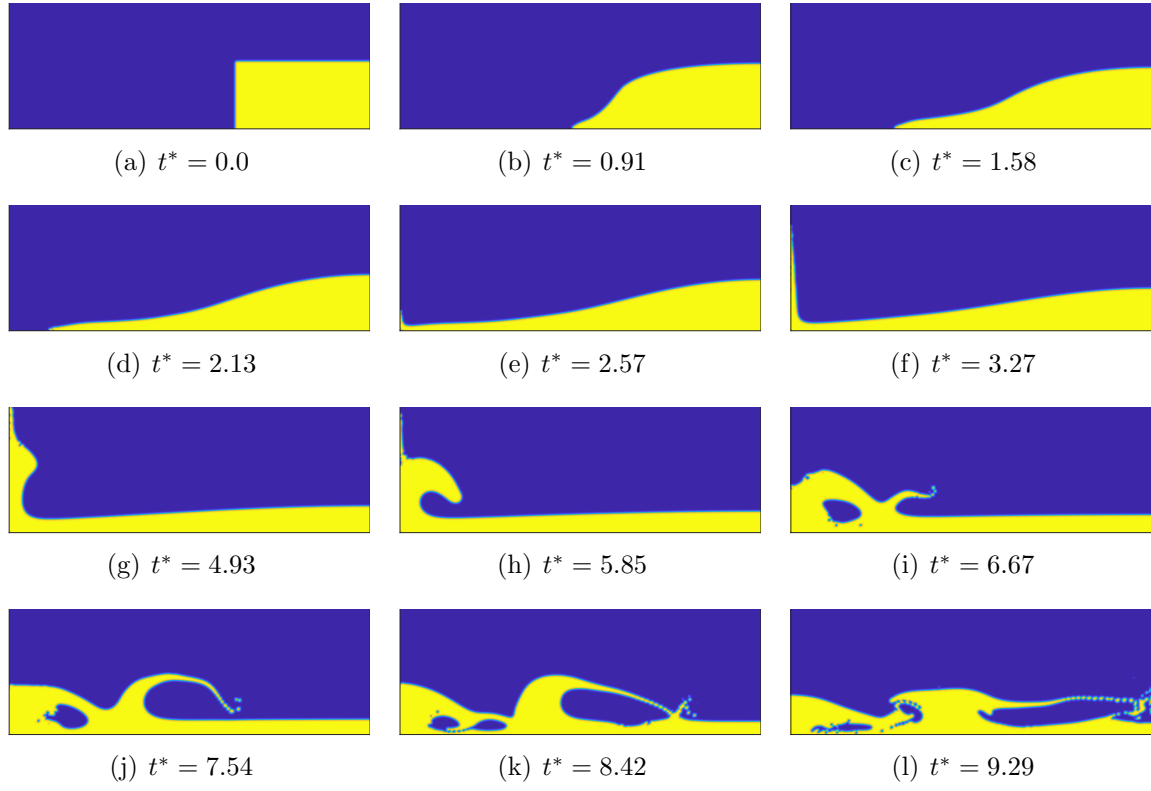 (a) t* = 0.0
(b) t* = 0.91
(c) t* = 1.58
(d) t* = 2.13
(e) t* = 2.57
(f) t* = 3.27
(g) t* = 4.93
(h) t* = 5.85
(i) t* = 6.67
(j) t* = 7.54
(k) t* = 8.42
(l) t* = 9.29